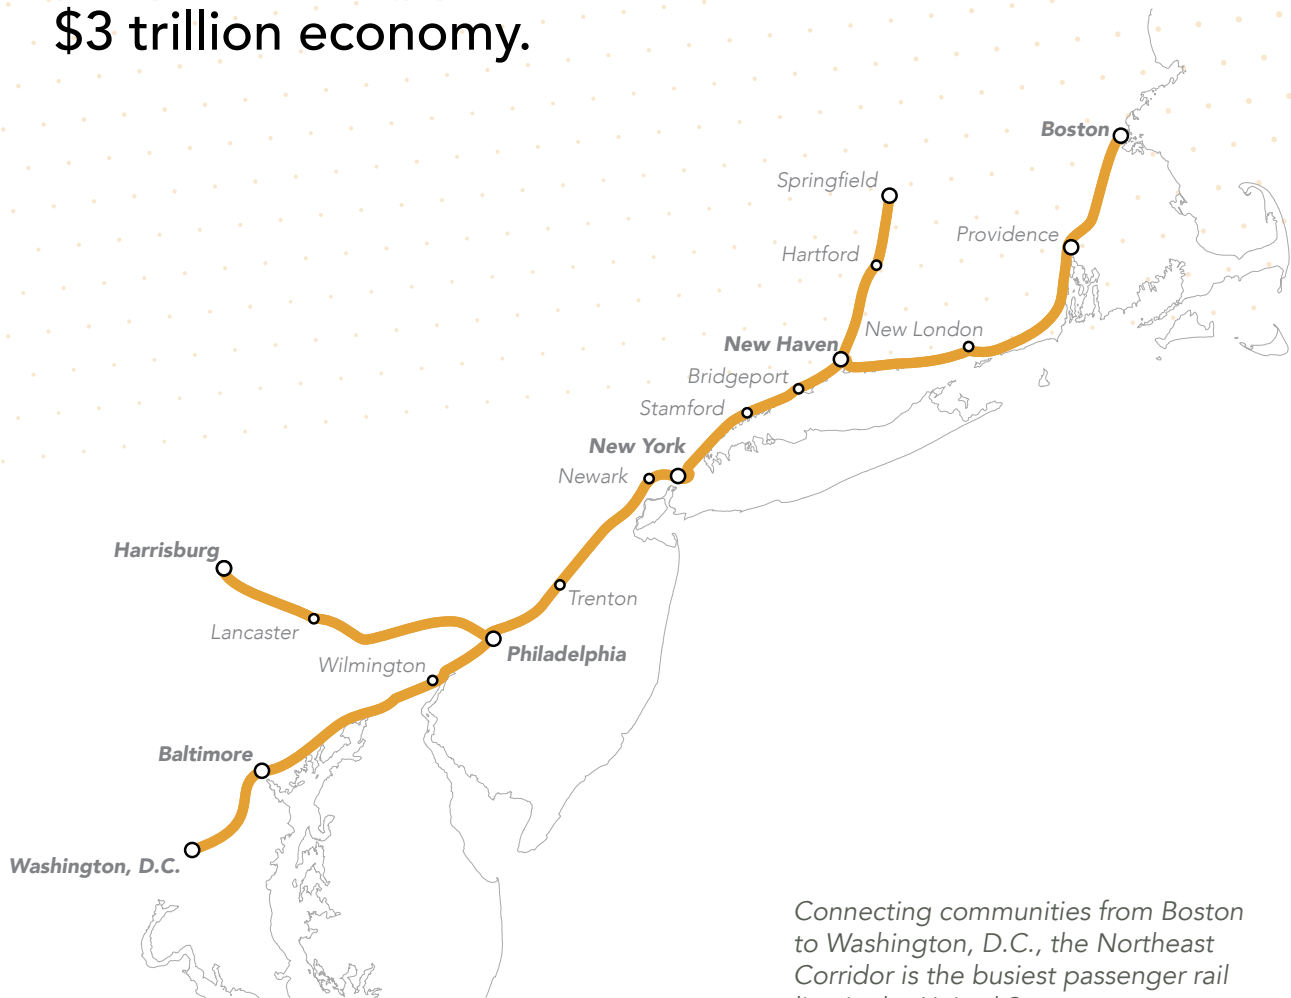 $3 trillion economy.
Boston
Springfield
Providence
Hartford
New London
New Haven
Bridgeport
Stamford
New York
Newark
Harrisburg
Trenton
Lancaster
Philadelphia
Wilmington
Baltimore
Washington, D.C.
Connecting communities from Boston
to Washington, D.C., the Northeast
Corridor is the busiest passenger rail